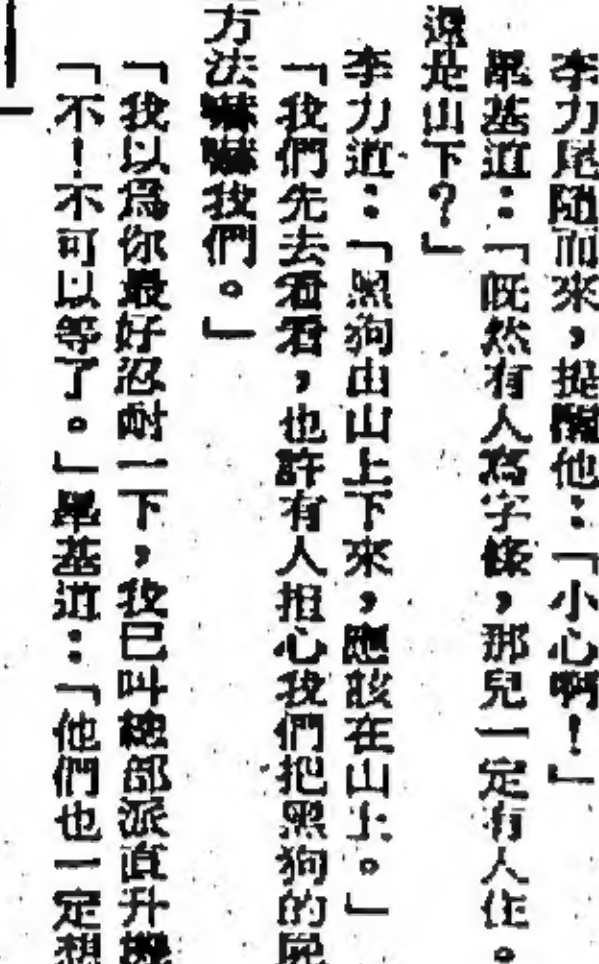 李力尾隨而來，提醒他：「小心啊！」
畢基道：「既然有人寫字條，那兒一定有人住。
還是山下？」
李力道：「黑狗由山上下來，應該在山上。」
「我們先去看看，也許有人担心我們把黑狗的屍
方法嚇嚇我們。」
「我以爲你最好忍耐一下，我已叫總部派直升機
「不！不可以等了。」畢基道：「他們也一定想